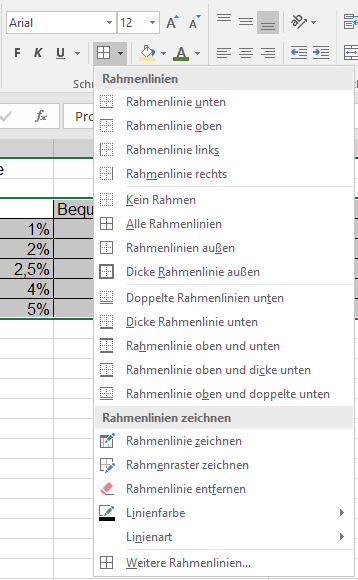 Arial 12 A A
F K U A
Schr
fx Pro
Rahmenlinien
Rahmenlinie unten
Rahmenlinie oben
Rahmenlinie links
Rahmenlinie rechts
Kein Rahmen
Alle Rahmenlinien
Rahmenlinien außen
Dicke Rahmenlinie außen
Doppelte Rahmenlinien unten
Dicke Rahmenlinie unten
Rahmenlinie oben und unten
Rahmenlinie oben und dicke unten
Rahmenlinie oben und doppelte unten
Rahmenlinien zeichnen
Rahmenlinie zeichnen
Rahmenraster zeichnen
Rahmenlinie entfernen
Linienfarbe
Linienart
Weitere Rahmenlinien...
e
Bequ
1%
2%
2,5%
4%
5%